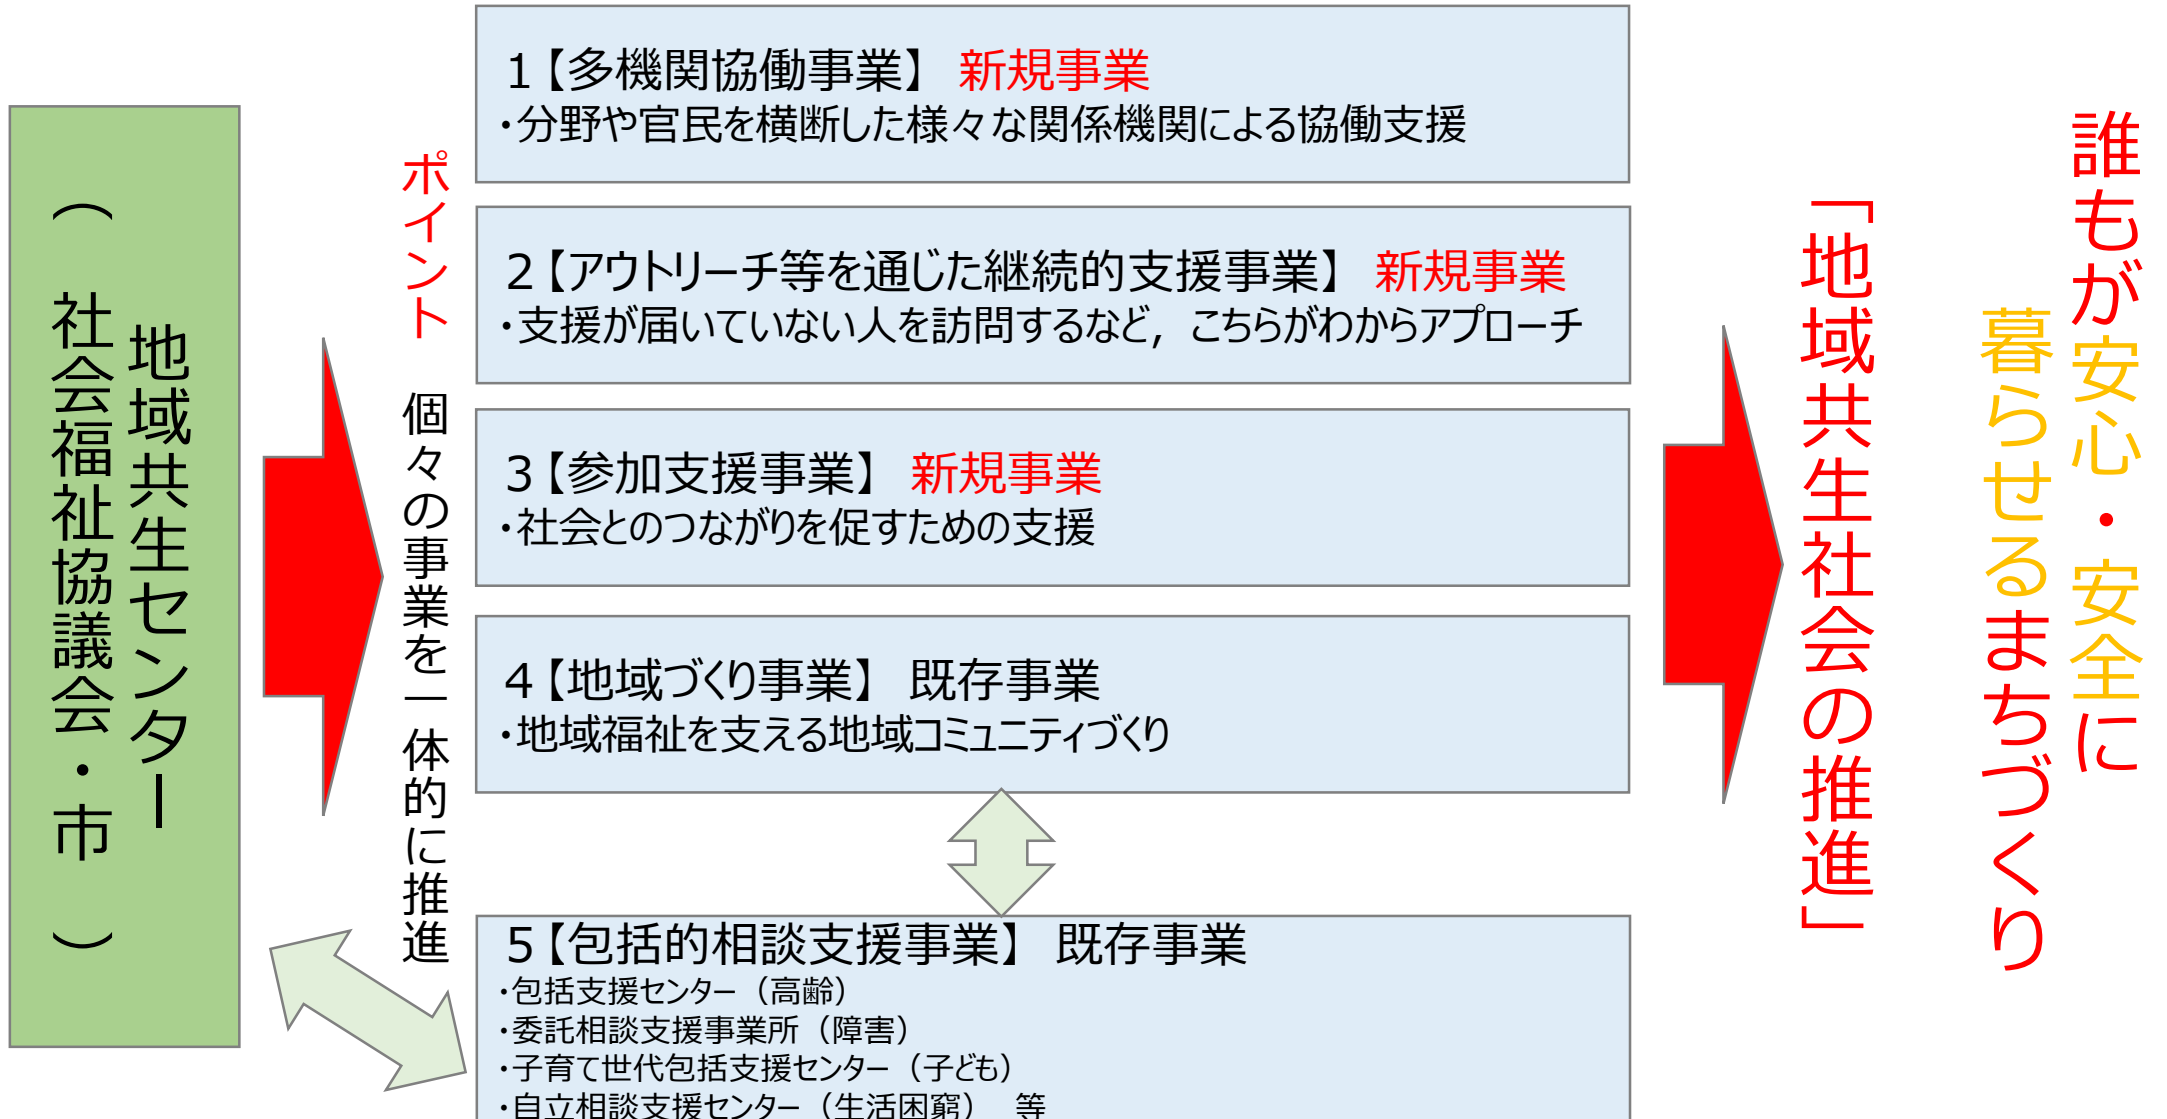 地域共生センター
（ 社会福祉協議会・市 ）
ポイント 個々の事業を一体的に推進
１【多機関協働事業】 新規事業
・分野や官民を横断した様々な関係機関による協働支援
２【アウトリーチ等を通じた継続的支援事業】 新規事業
・支援が届いていない人を訪問するなど，こちらがわからアプローチ
３【参加支援事業】 新規事業
・社会とのつながりを促すための支援
４【地域づくり事業】 既存事業
・地域福祉を支える地域コミュニティづくり
５【包括的相談支援事業】 既存事業
・包括支援センター（高齢）
・委託相談支援事業所（障害）
・子育て世代包括支援センター（子ども）
・自立相談支援センター（生活困窮） 等
誰もが安心・安全に
暮らせるまちづくり
「地域共生社会の推進」